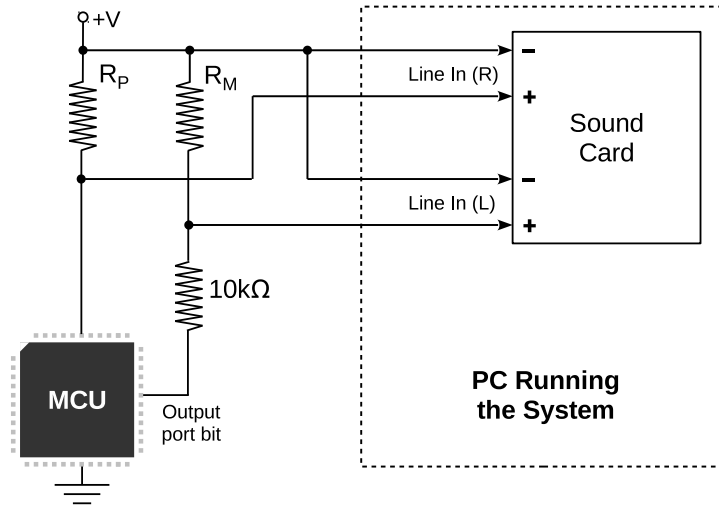 +V
R_P
R_M
Line In (R)
−
+
Sound
Card
−
Line In (L)
+
10kΩ
MCU
Output
port bit
PC Running
the System